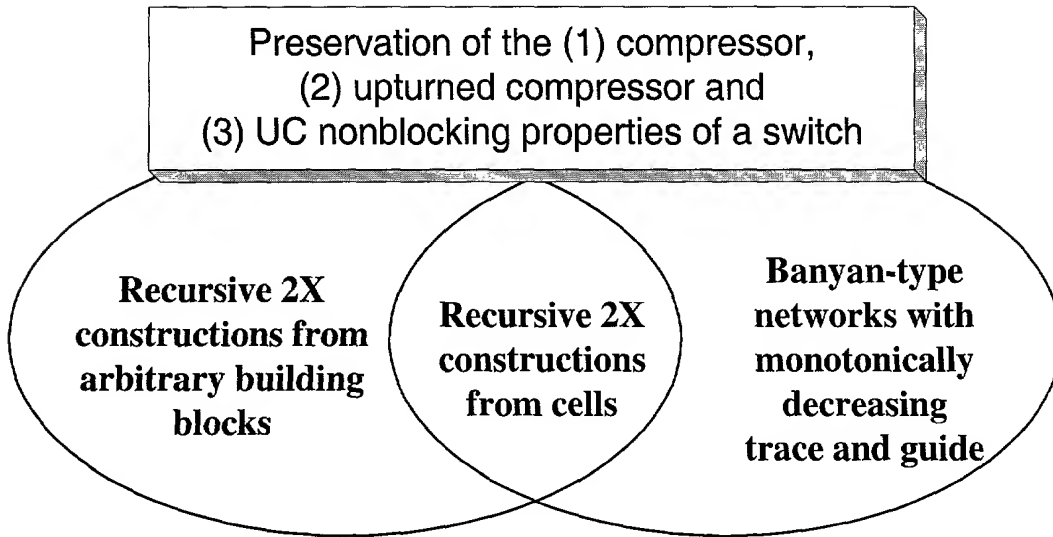 Preservation of the (1) compressor,
(2) upturned compressor and
(3) UC nonblocking properties of a switch
Recursive 2X
constructions from
arbitrary building
blocks
Recursive 2X
constructions
from cells
Banyan-type
networks with
monotonically
decreasing
trace and guide